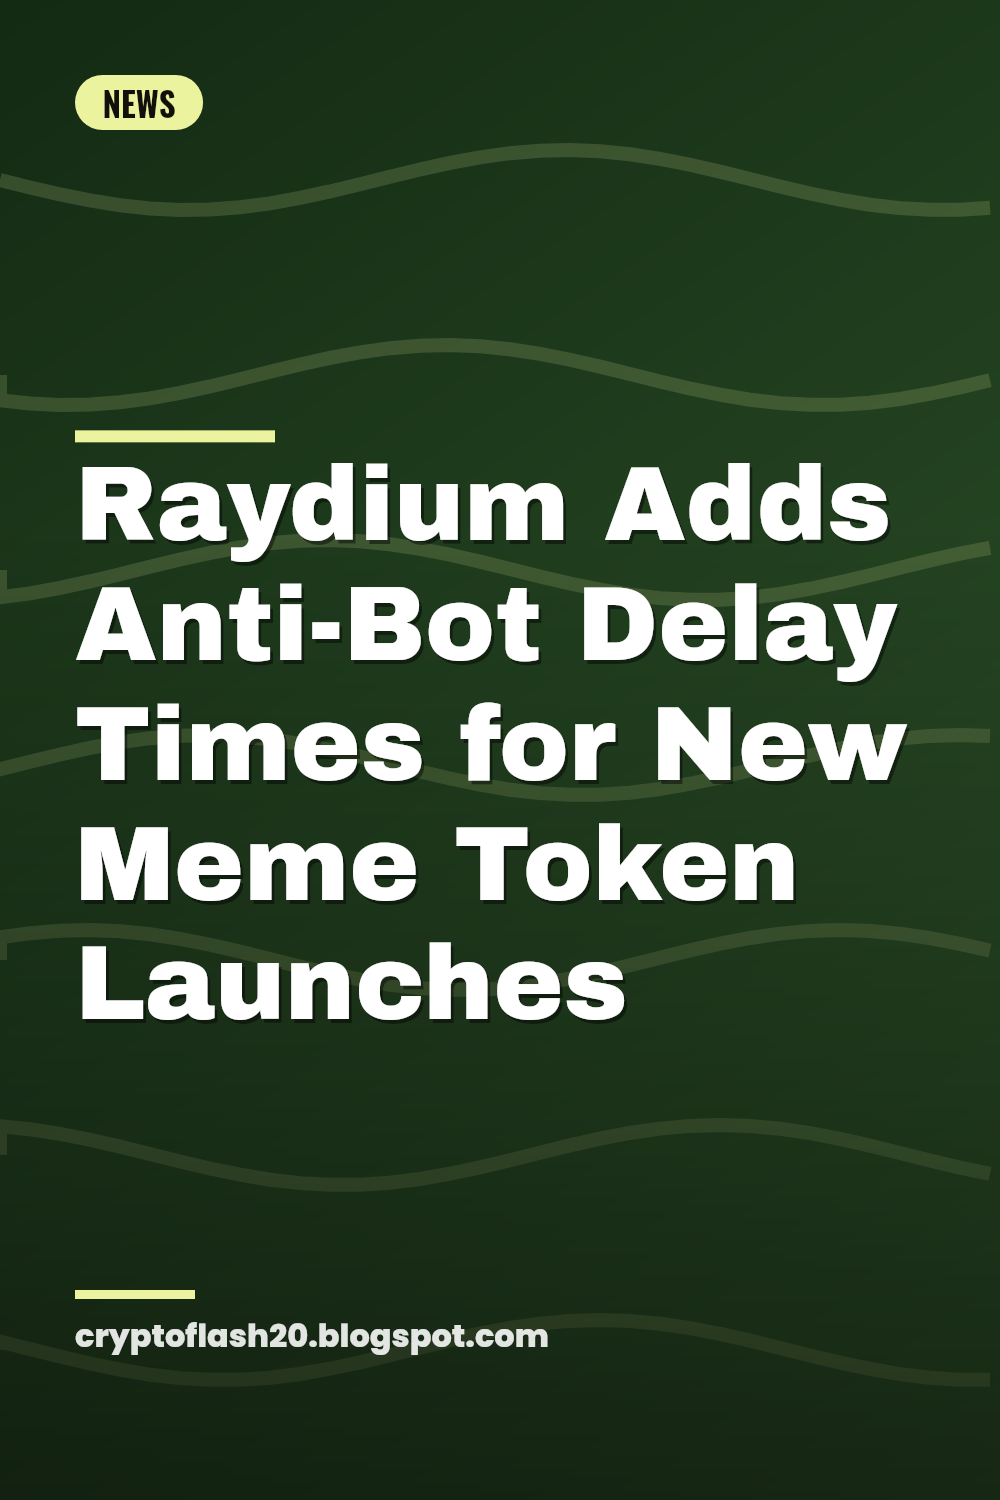 NEWS
Raydium Adds
Anti-Bot Delay
Times for New
Meme Token
Launches
cryptoflash20.blogspot.com